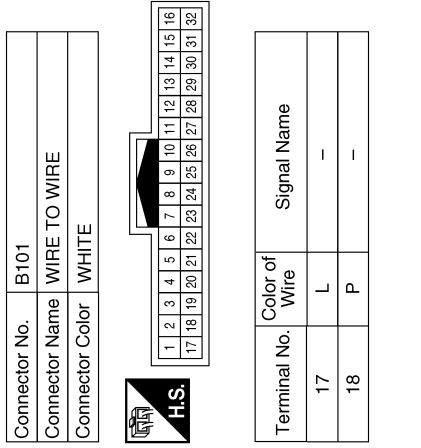 Connector No. B101
Connector Name WIRE TO WIRE
Connector Color WHITE
H.S.
1 2 3 4 5 6 7 8 9 10 11 12 13 14 15 16
17 18 19 20 21 22 23 24 25 26 27 28 29 30 31 32
Terminal No. Color of Wire Signal Name
17 L –
18 P –